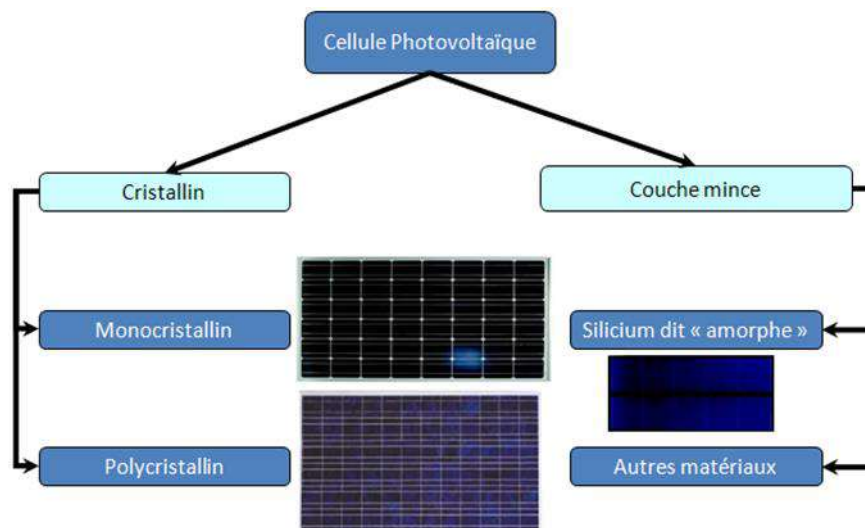 Cellule Photovoltaïque
Cristallin
Couche mince
Monocristallin
Silicium dit « amorphe »
Polycristallin
Autres matériaux